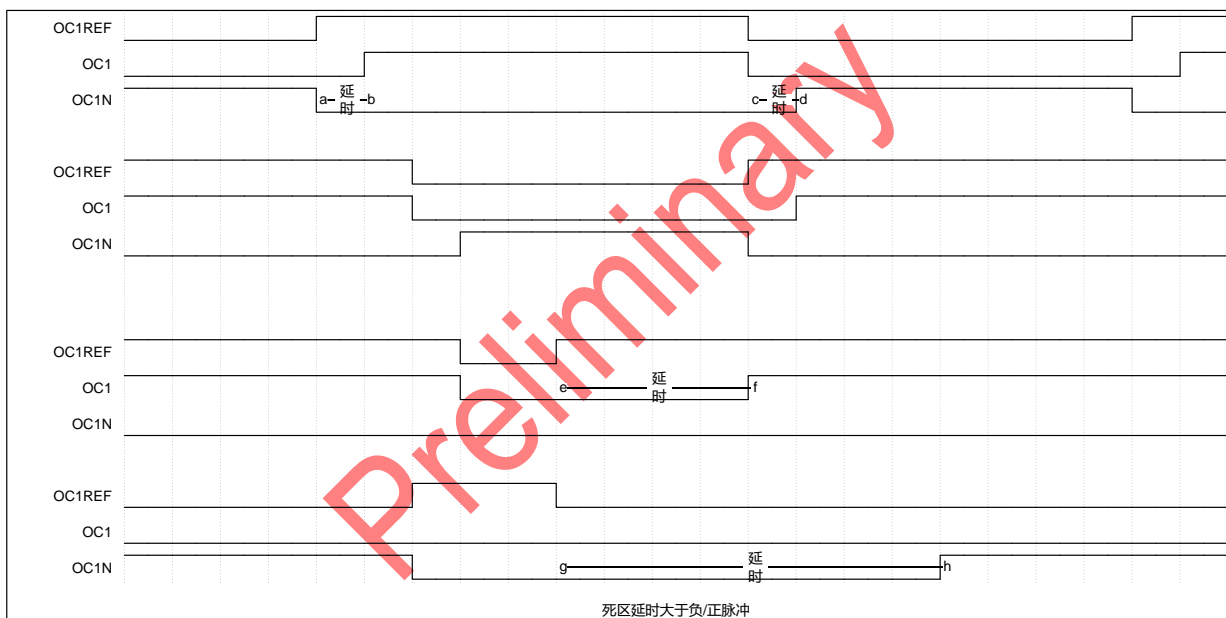 OC1REF
OC1
OC1N
a 延时 b
c 延时 d
OC1REF
OC1
OC1N
OC1REF
OC1
e 延时 f
OC1N
OC1REF
OC1
OC1N
g 延时 h
死区延时大于负/正脉冲
Preliminary